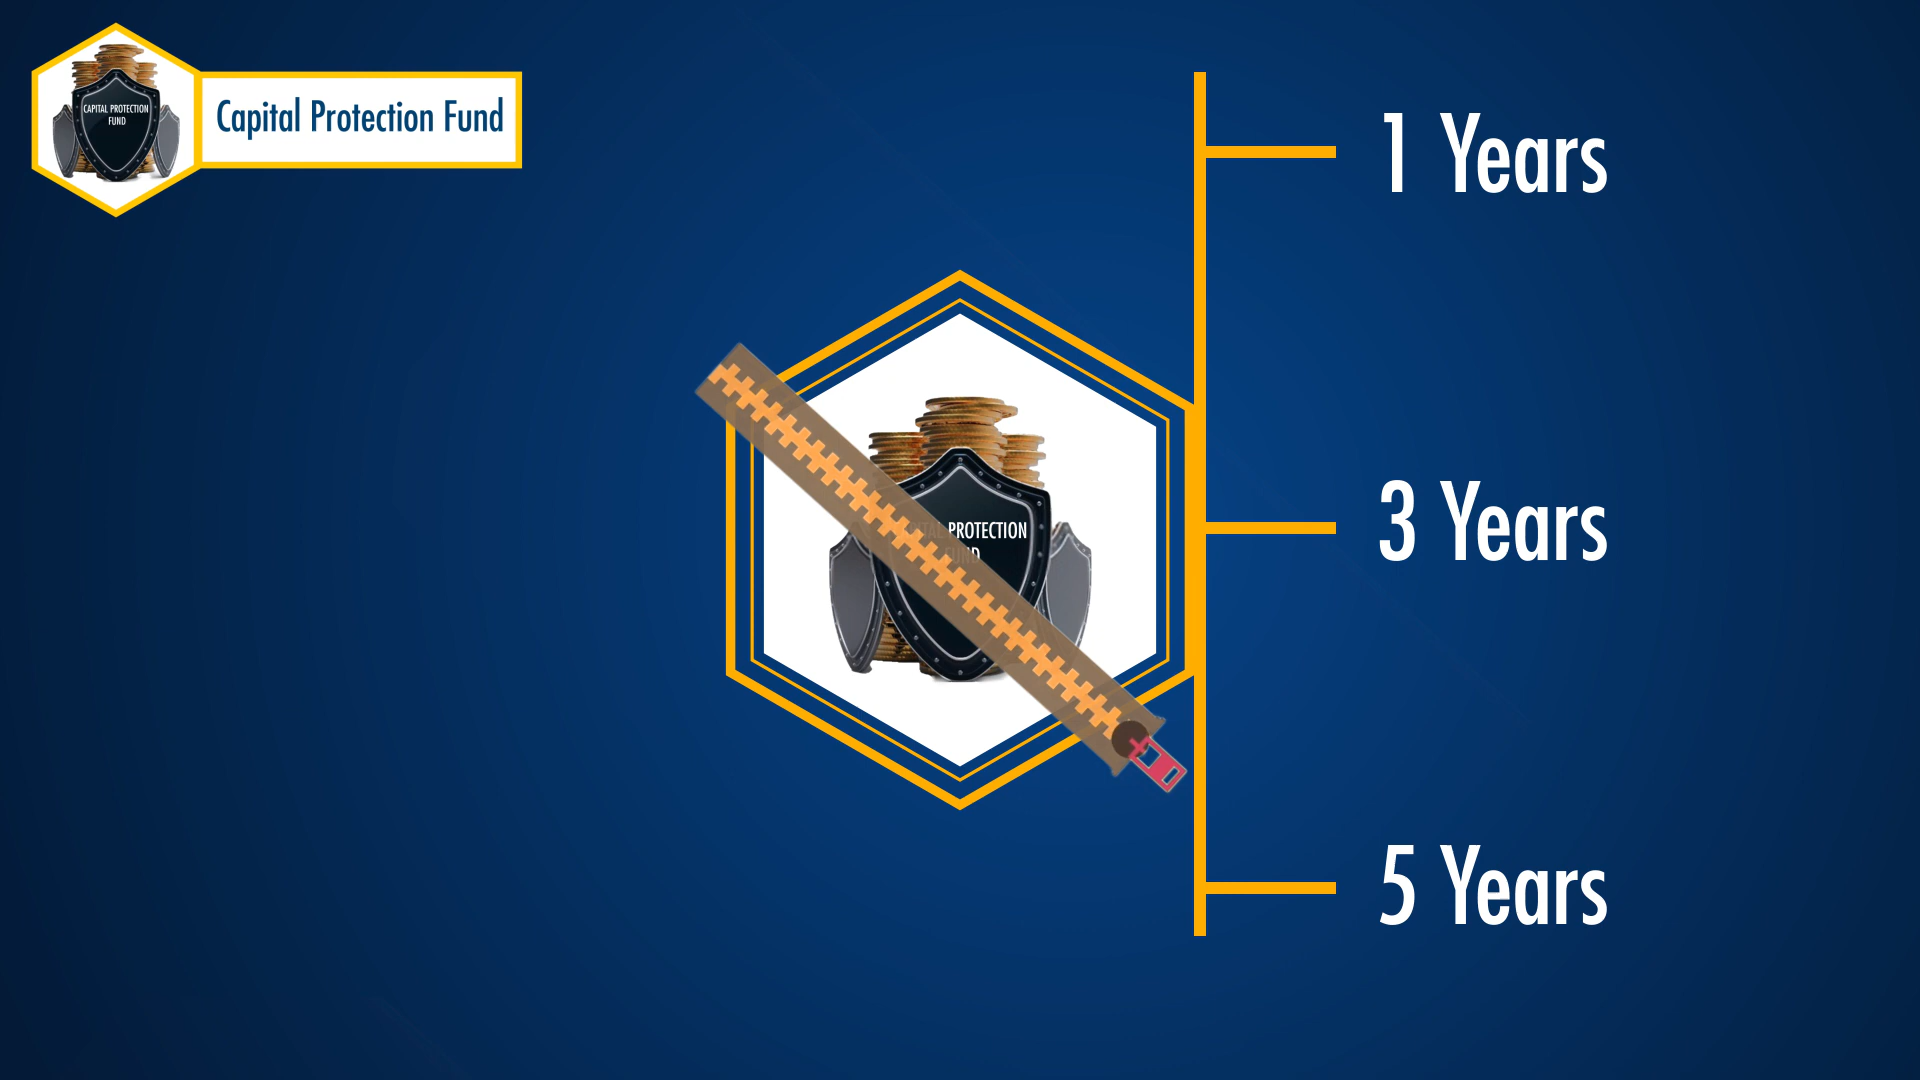 CAPITAL PROTECTION
FUND
Capital Protection Fund
1 Years
3 Years
PROTECTION
5 Years